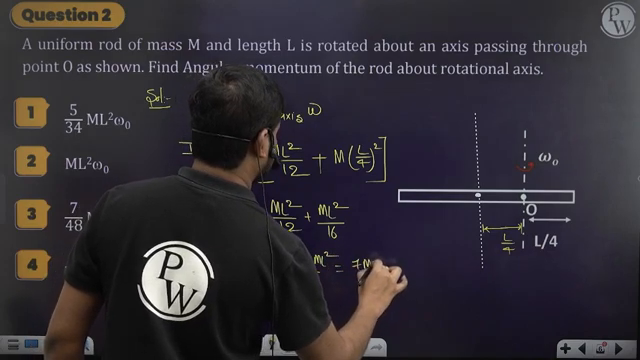 Question 2
A uniform rod of mass M and length L is rotated about an axis passing through
point O as shown. Find Angular momentum of the rod about rotational axis.
Sol:-
axis ω
1 5/34 ML²ω₀
ML²/12 + M(L/4)²]
2 ML²ω₀
3 7/48
ML²/12 + ML²/16
4
= 7M
ω₀
O
L/4
L/4
PW
PW